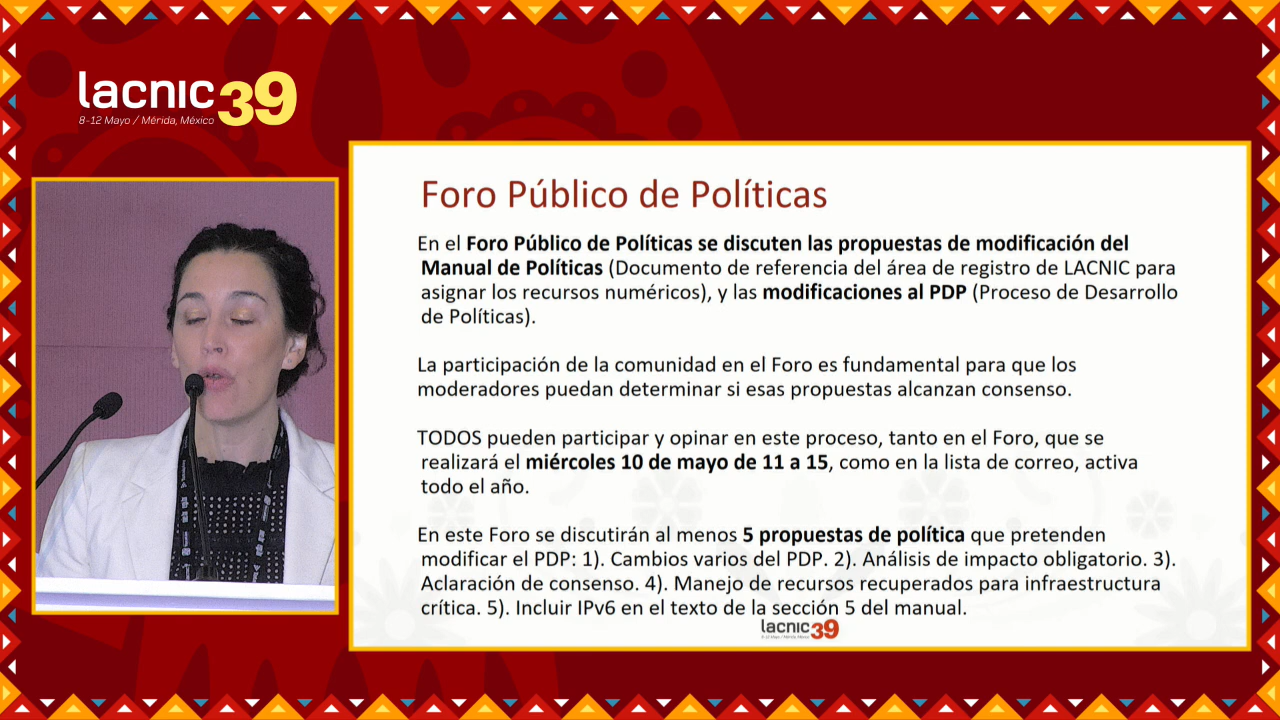 lacnic39
8-12 Mayo / Mérida, México
Foro Público de Políticas
En el Foro Público de Políticas se discuten las propuestas de modificación del
Manual de Políticas (Documento de referencia del área de registro de LACNIC para
asignar los recursos numéricos), y las modificaciones al PDP (Proceso de Desarrollo
de Políticas).
La participación de la comunidad en el Foro es fundamental para que los
moderadores puedan determinar si esas propuestas alcanzan consenso.
TODOS pueden participar y opinar en este proceso, tanto en el Foro, que se
realizará el miércoles 10 de mayo de 11 a 15, como en la lista de correo, activa
todo el año.
En este Foro se discutirán al menos 5 propuestas de política que pretenden
modificar el PDP: 1). Cambios varios del PDP. 2). Análisis de impacto obligatorio. 3).
Aclaración de consenso. 4). Manejo de recursos recuperados para infraestructura
crítica. 5). Incluir IPv6 en el texto de la sección 5 del manual.
lacnic39
8-12 Mayo / Mérida, México